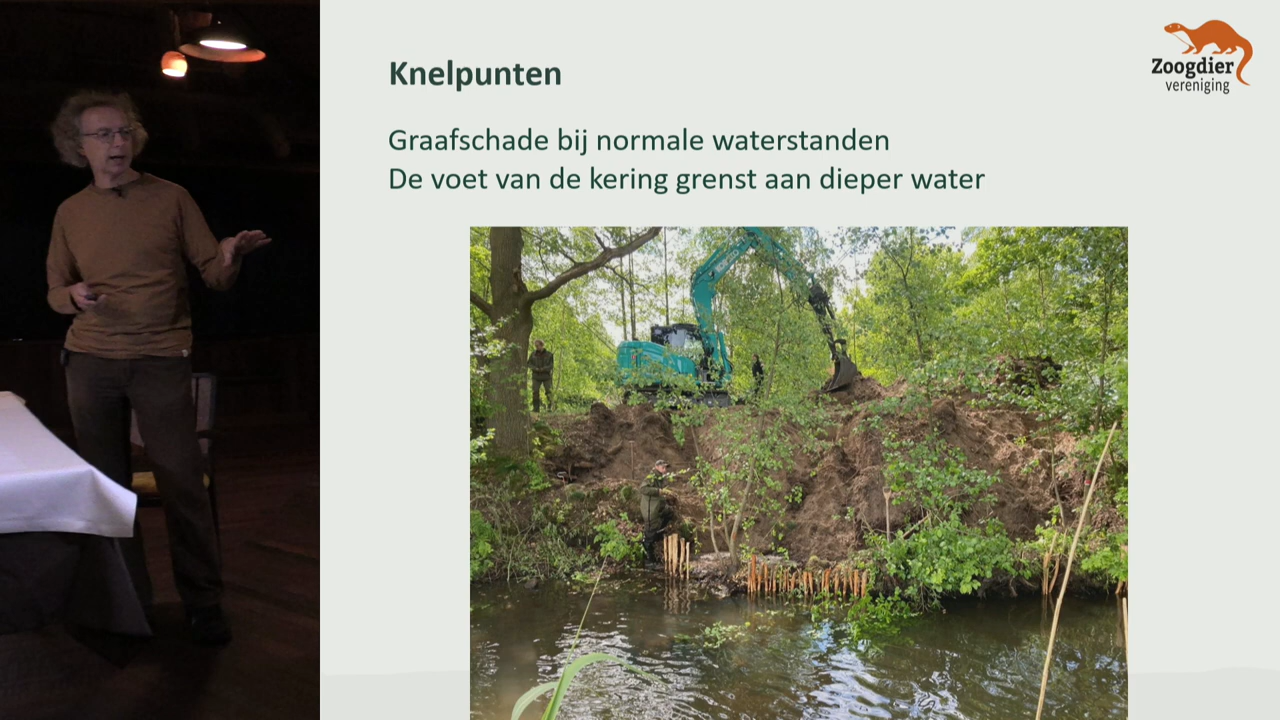 Knelpunten
Graafschade bij normale waterstanden
De voet van de kering grenst aan dieper water
Zoogdier
vereniging